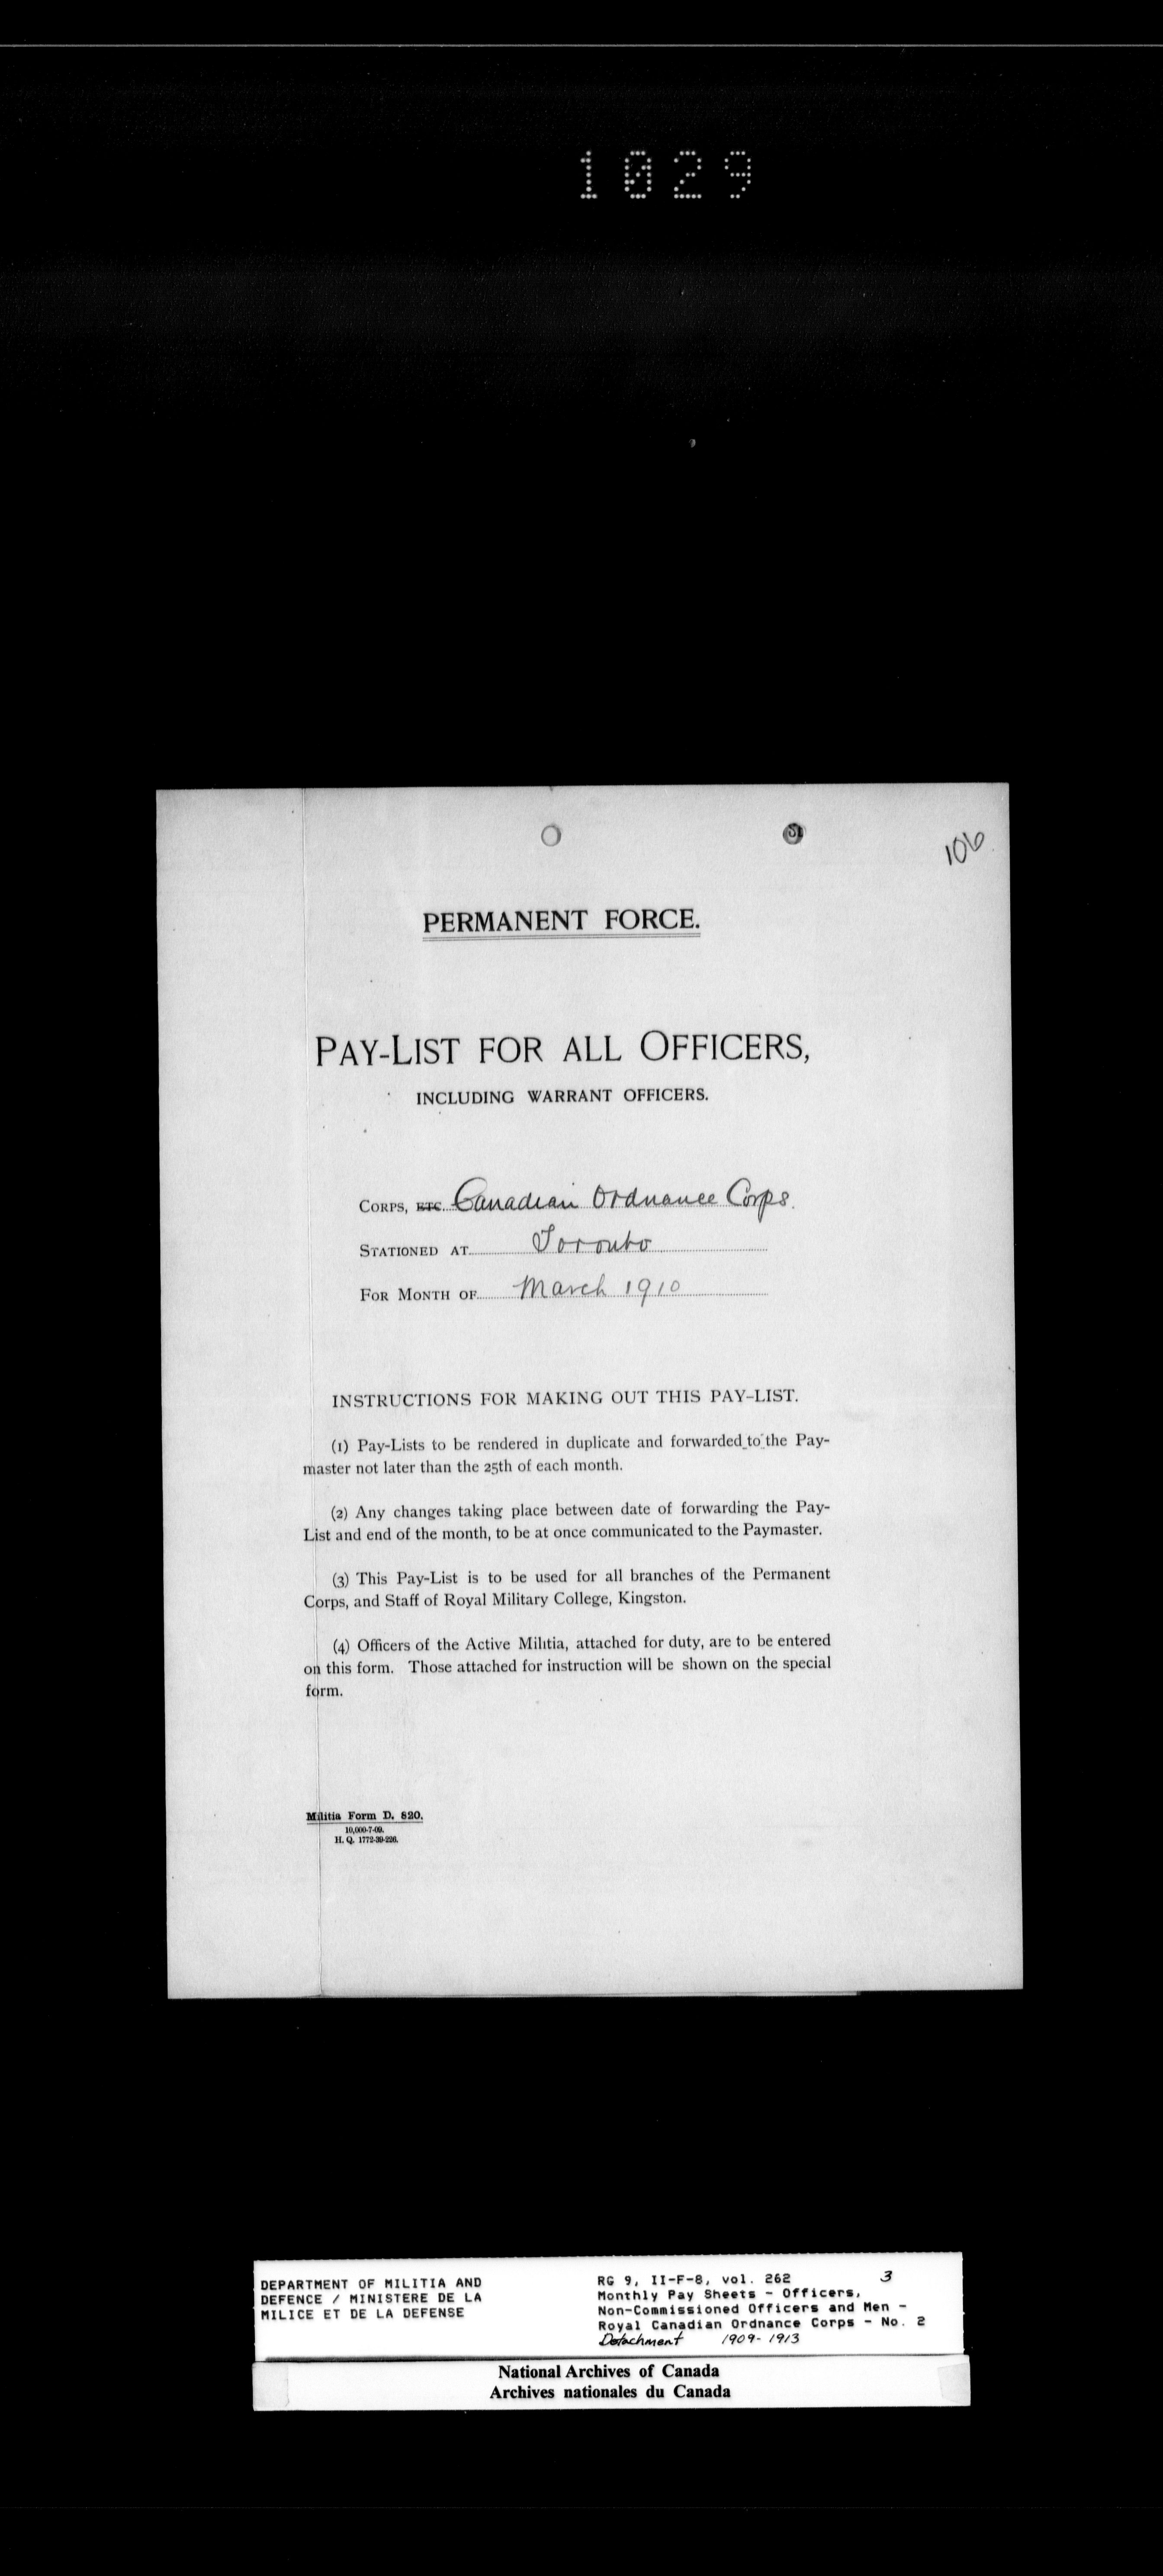 1029
106
PERMANENT FORCE.
PAY-LIST FOR ALL OFFICERS,
INCLUDING WARRANT OFFICERS.
CORPS, ETC. Canadian Ordnance Corps.
STATIONED AT Toronto
FOR MONTH OF March 1910
INSTRUCTIONS FOR MAKING OUT THIS PAY-LIST.
(1) Pay-Lists to be rendered in duplicate and forwarded to the Pay-
master not later than the 25th of each month.
(2) Any changes taking place between date of forwarding the Pay-
List and end of the month, to be at once communicated to the Paymaster.
(3) This Pay-List is to be used for all branches of the Permanent
Corps, and Staff of Royal Military College, Kingston.
(4) Officers of the Active Militia, attached for duty, are to be entered
on this form. Those attached for instruction will be shown on the special
form.
Militia Form D. 820.
10,000-7-09.
H. Q. 1772-39-226.
DEPARTMENT OF MILITIA AND
DEFENCE / MINISTERE DE LA
MILICE ET DE LA DEFENSE
RG 9, II-F-8, vol. 262 3
Monthly Pay Sheets - Officers,
Non-Commissioned Officers and Men -
Royal Canadian Ordnance Corps - No. 2
Detachment 1909-1913
National Archives of Canada
Archives nationales du Canada